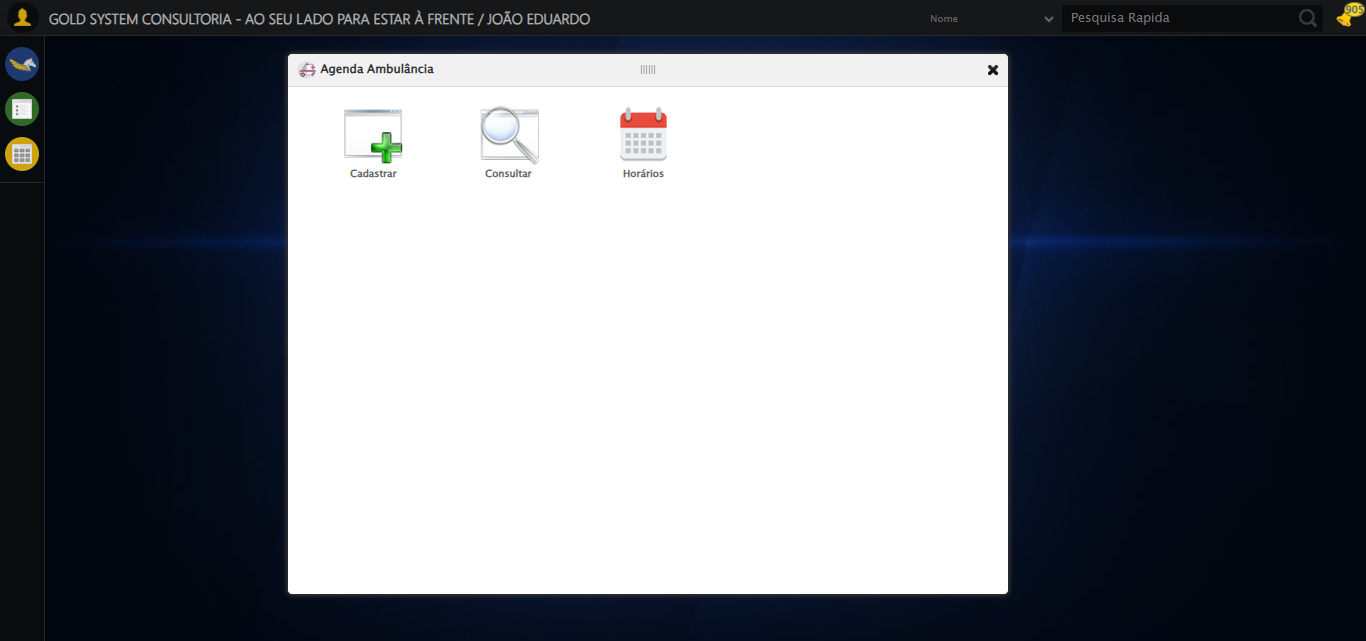 GOLD SYSTEM CONSULTORIA - AO SEU LADO PARA ESTAR À FRENTE / JOÃO EDUARDO
Nome
Pesquisa Rapida
905
Agenda Ambulância
Cadastrar
Consultar
Horários